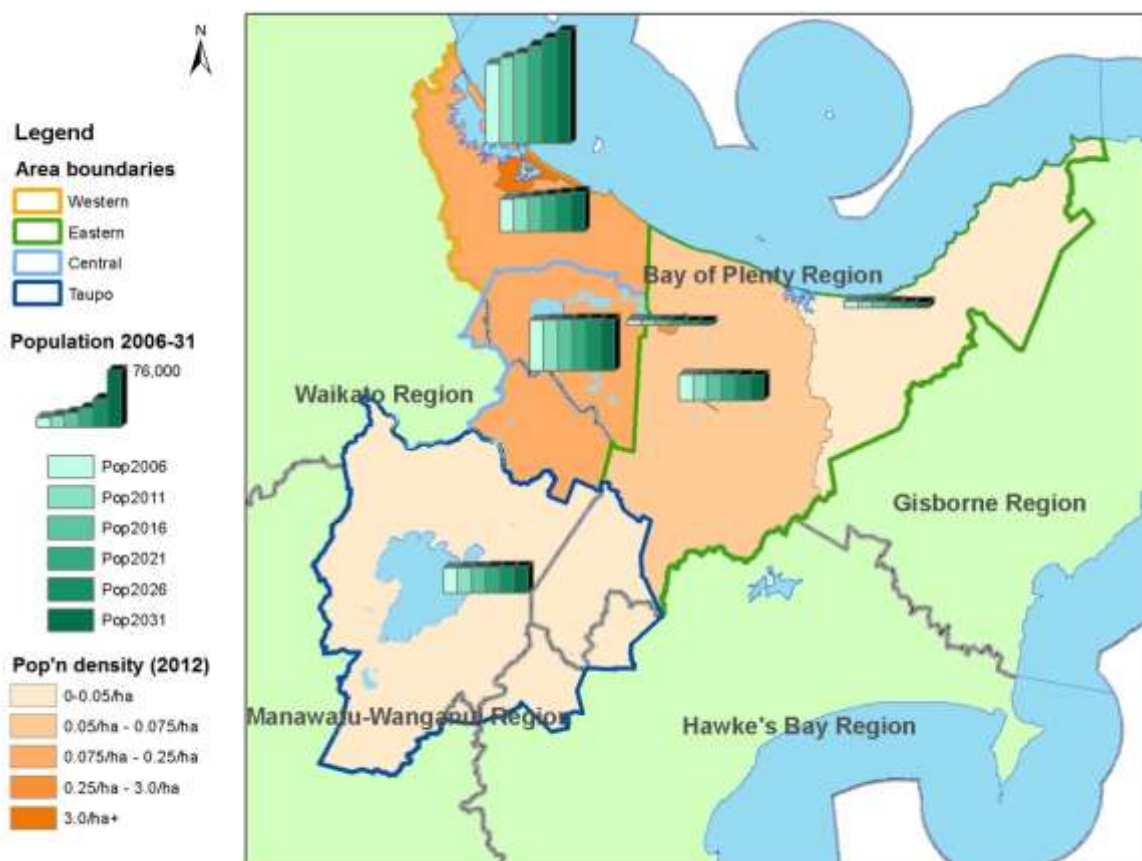 N
Legend
Area boundaries
Western
Eastern
Central
Taupo
Population 2006-31
76,000
Pop2006
Pop2011
Pop2016
Pop2021
Pop2026
Pop2031
Pop'n density (2012)
0-0.05/ha
0.05/ha - 0.075/ha
0.075/ha - 0.25/ha
0.25/ha - 3.0/ha
3.0/ha+
Bay of Plenty Region
Waikato Region
Gisborne Region
Manawatu-Wanganui Region
Hawke's Bay Region